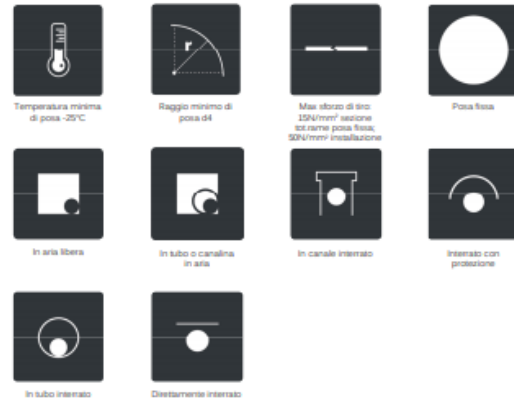 r
Temperatura minima
di posa -25°C
Raggio minimo di
posa d4
Max sforzo di tiro:
15N/mm² sezione
tot.rame posa fissa;
50N/mm² installazione
Posa fissa
In aria libera
In tubo o canalina
in aria
In canale interrato
Interrato con
protezione
In tubo interrato
Direttamente interrato